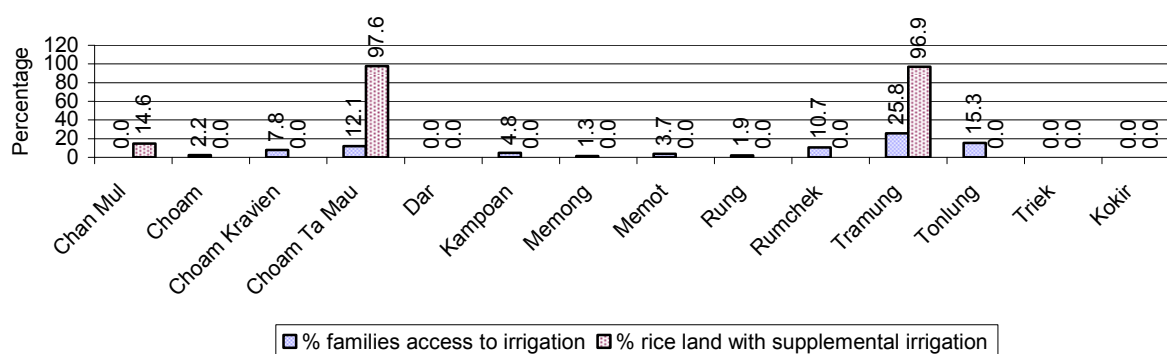 Percentage
120
100
80
60
40
20
0
0.0 14.6 2.2 0.0 7.8 0.0 12.1 97.6 0.0 0.0 4.8 0.0 1.3 0.0 3.7 0.0 1.9 0.0 10.7 0.0 25.8 96.9 15.3 0.0 0.0 0.0 0.0 0.0
Chan Mul
Choam
Choam Kravien
Choam Ta Mau
Dar
Kampoan
Memong
Memot
Rung
Rumchek
Tramung
Tonlung
Triek
Kokir
% families access to irrigation % rice land with supplemental irrigation